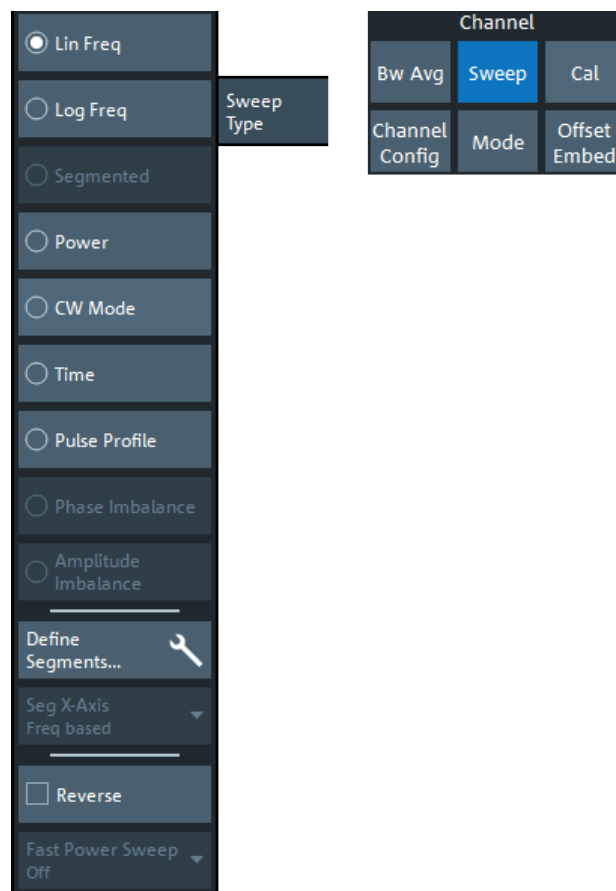 Lin Freq
Log Freq
Segmented
Power
CW Mode
Time
Pulse Profile
Phase Imbalance
Amplitude
Imbalance
Define
Segments...
Seg X-Axis
Freq based
Reverse
Fast Power Sweep
Off
Sweep
Type
Channel
Bw Avg
Sweep
Cal
Channel
Config
Mode
Offset
Embed